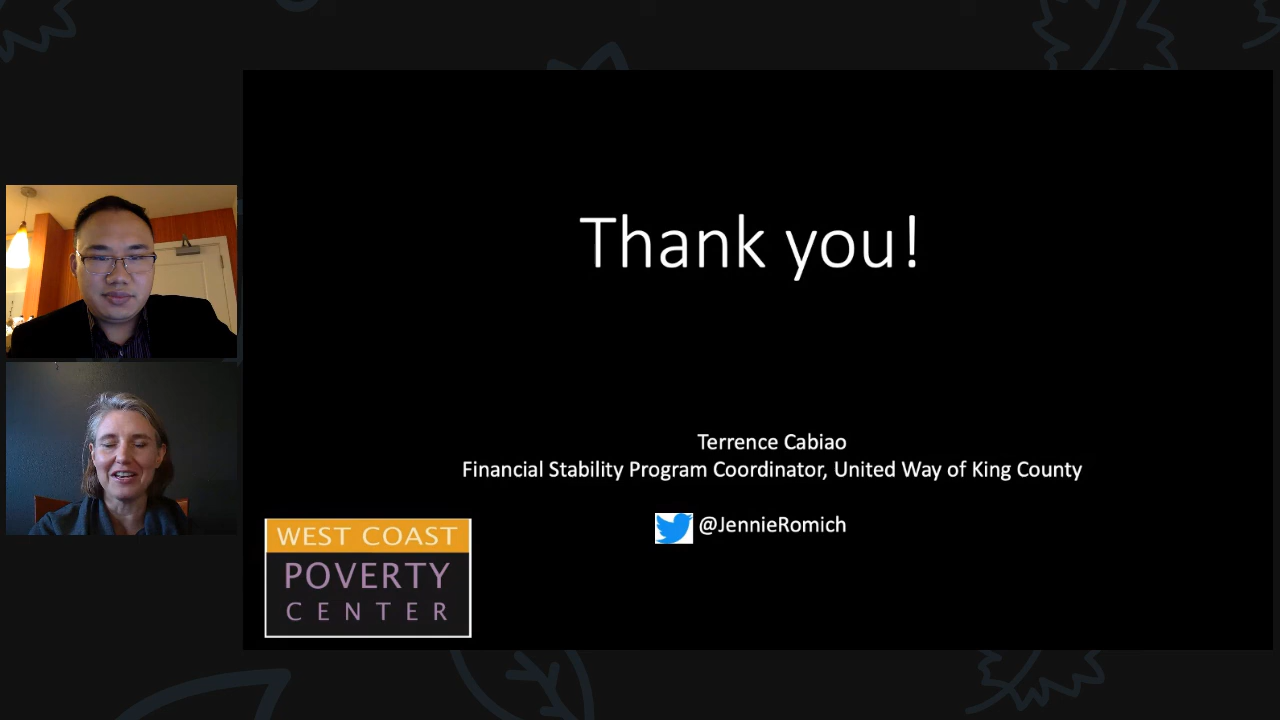 Thank you!
Terrence Cabiao
Financial Stability Program Coordinator, United Way of King County
@JennieRomich
WEST COAST
POVERTY
CENTER